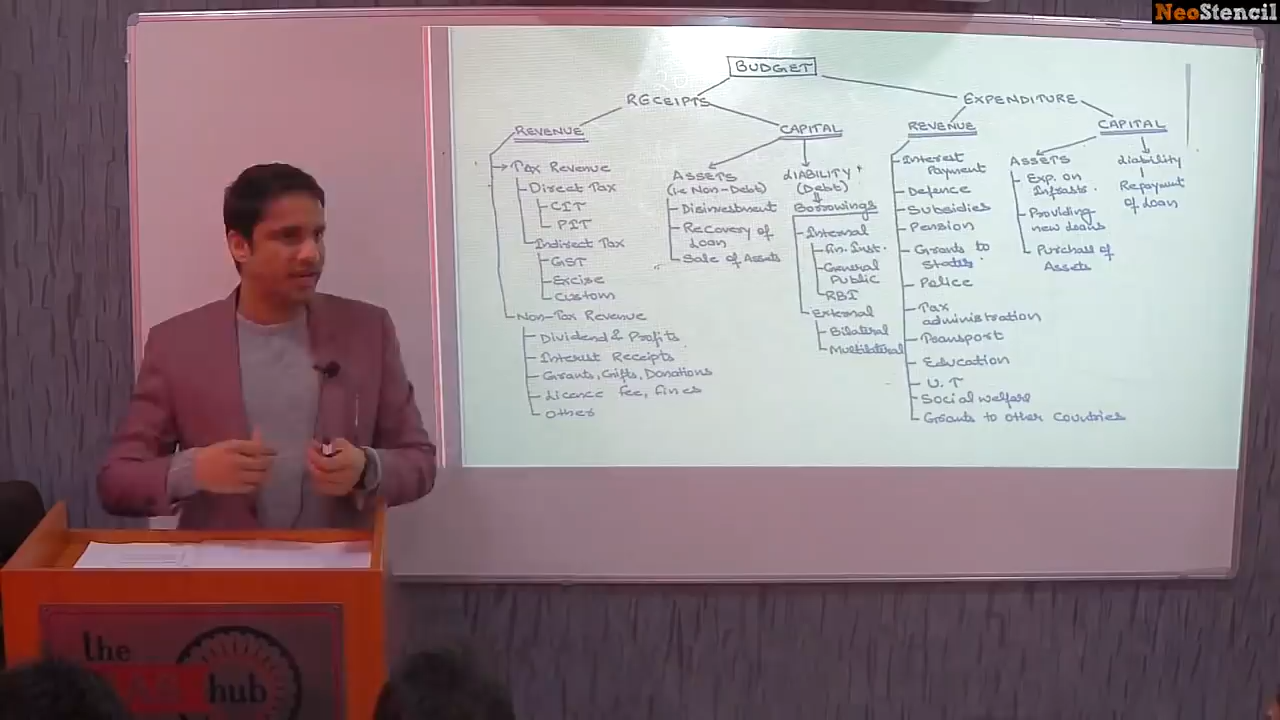 NeoStencil
BUDGET
RECEIPTS
EXPENDITURE
REVENUE
CAPITAL
REVENUE
CAPITAL
Tax Revenue
Direct Tax
CIT
PIT
Indirect Tax
GST
Excise
Custom
Non-Tax Revenue
Dividend & Profits
Interest Receipts
Grants, Gifts, Donations
Licence fee, fines
Other
ASSETS
(i.e Non-Debt)
Disinvestment
Recovery of
Loan
Sale of Assets
LIABILITY
(Debt)
Borrowings
Internal
Fin. Inst.
General
Public
RBI
External
Bilateral
Multilateral
Interest
Payment
Defence
Subsidies
Pension
Grants to
States
Police
Tax
administration
Transport
Education
U.T
Social welfare
Grants to other Countries
ASSETS
Exp. on
Infrastr.
Providing
new loans
Purchase of
Assets
Liability
Repayment
of Loan
the
hub